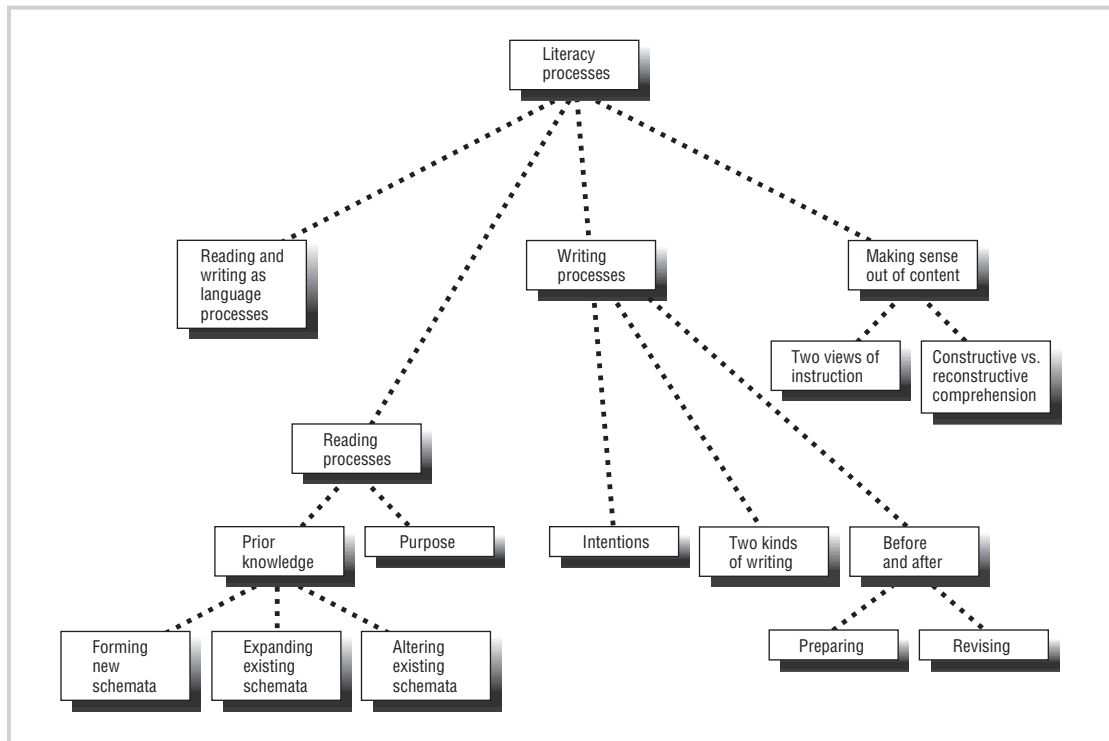 Literacy
processes
Reading and
writing as
language
processes
Writing
processes
Making sense
out of content
Two views of
instruction
Constructive vs.
reconstructive
comprehension
Reading
processes
Prior
knowledge
Purpose
Intentions
Two kinds
of writing
Before
and after
Forming
new
schemata
Expanding
existing
schemata
Altering
existing
schemata
Preparing
Revising